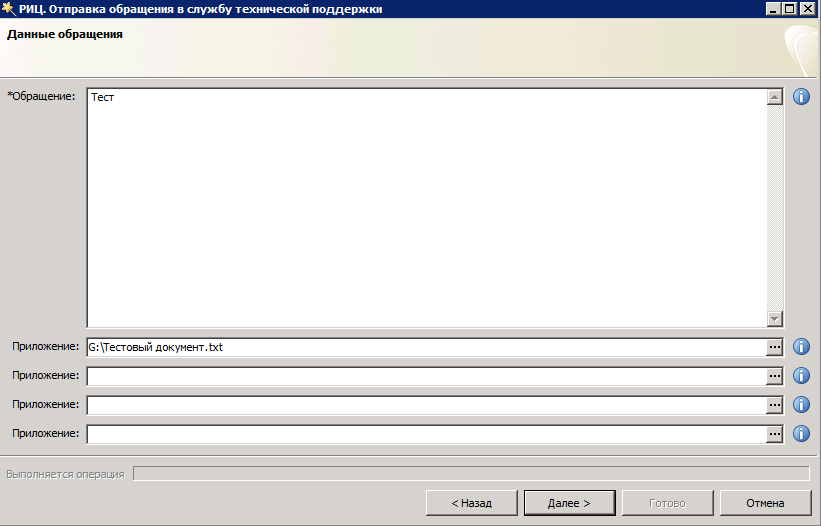 РИЦ. Отправка обращения в службу технической поддержки
Данные обращения
*Обращение: Тест
Приложение: G:\Тестовый документ.txt ...
Приложение: ...
Приложение: ...
Приложение: ...
Выполняется операция
< Назад Далее > Готово Отмена